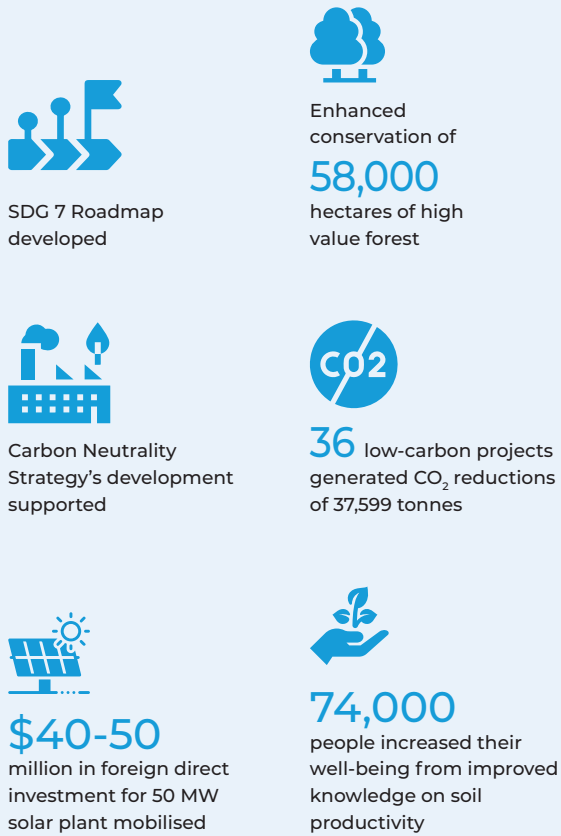 SDG 7 Roadmap
developed
Enhanced
conservation of
58,000
hectares of high
value forest
Carbon Neutrality
Strategy’s development
supported
CO2
36 low-carbon projects
generated CO₂ reductions
of 37,599 tonnes
$40-50
million in foreign direct
investment for 50 MW
solar plant mobilised
74,000
people increased their
well-being from improved
knowledge on soil
productivity